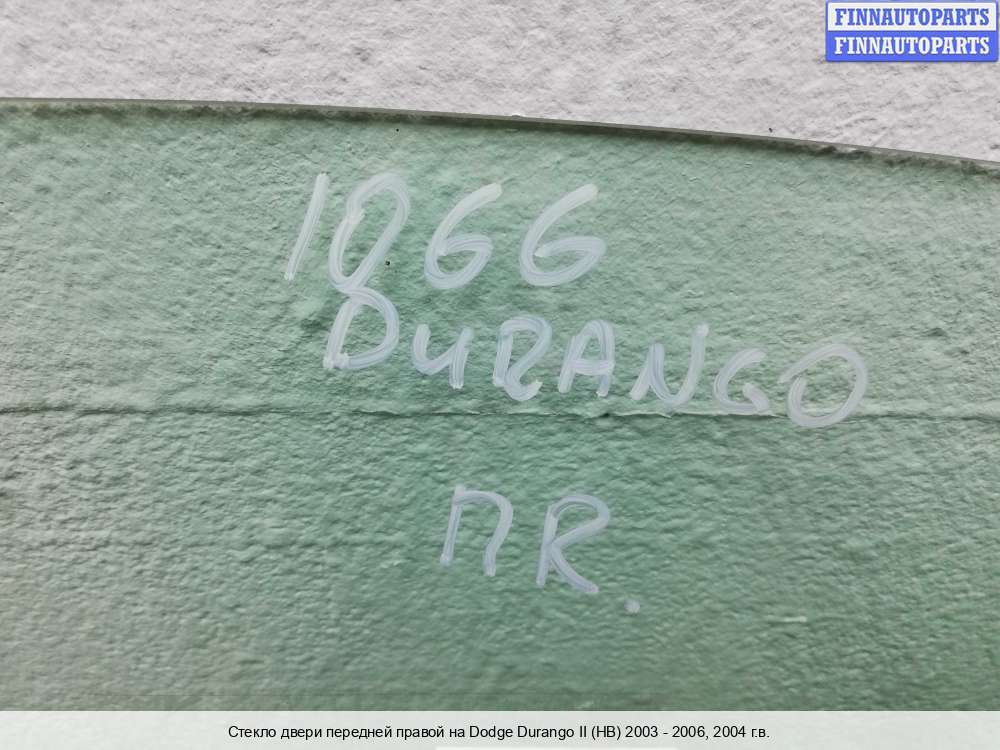 FINNAUTOPARTS
FINNAUTOPARTS
1066
DURANGO
ПR.
Стекло двери передней правой на Dodge Durango II (HB) 2003 - 2006, 2004 г.в.